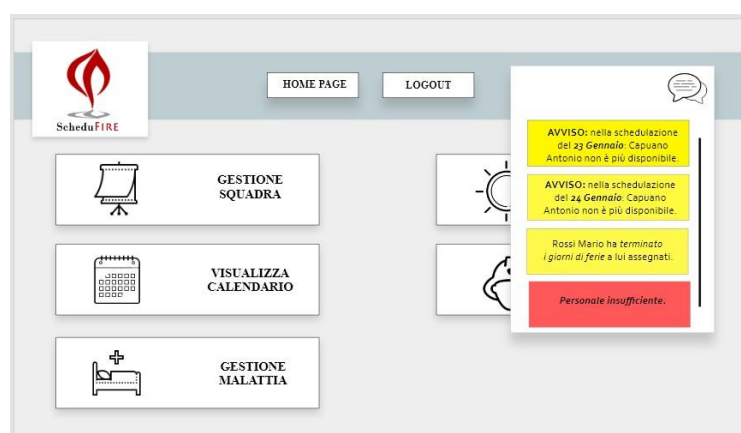 ScheduFIRE
HOME PAGE
LOGOUT
GESTIONE
SQUADRA
VISUALIZZA
CALENDARIO
GESTIONE
MALATTIA
AVVISO: nella schedulazione
del 23 Gennaio: Capuano
Antonio non è più disponibile.
AVVISO: nella schedulazione
del 24 Gennaio: Capuano
Antonio non è più disponibile.
Rossi Mario ha terminato
i giorni di ferie a lui assegnati.
Personale insufficiente.